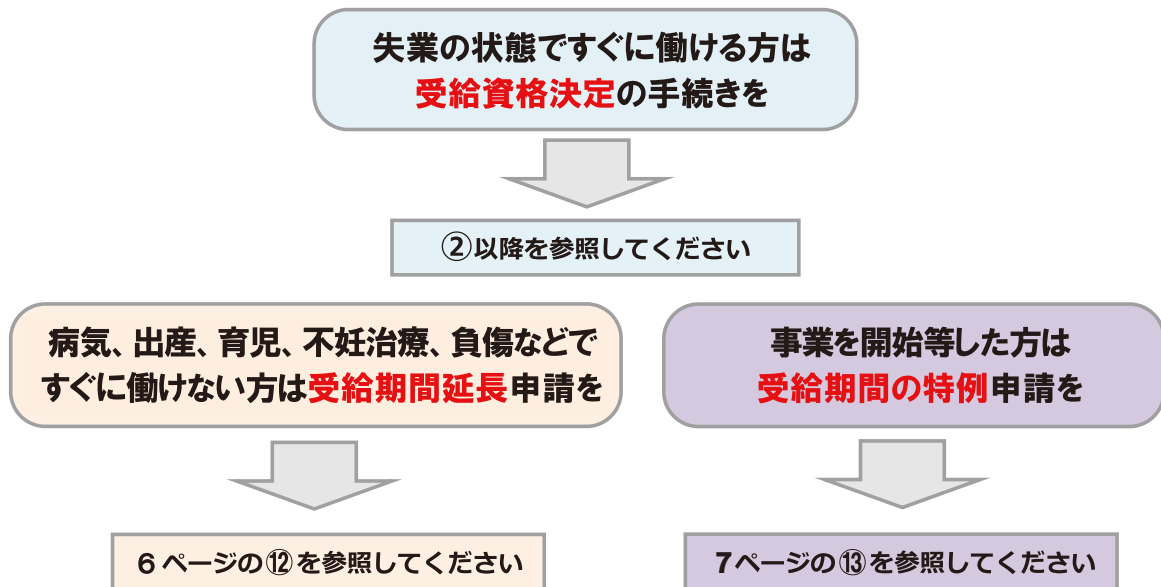 失業の状態ですぐに働ける方は
受給資格決定の手続きを
②以降を参照してください
病気、出産、育児、不妊治療、負傷などで
すぐに働けない方は受給期間延長申請を
6ページの⑫を参照してください
事業を開始等した方は
受給期間の特例申請を
7ページの⑬を参照してください